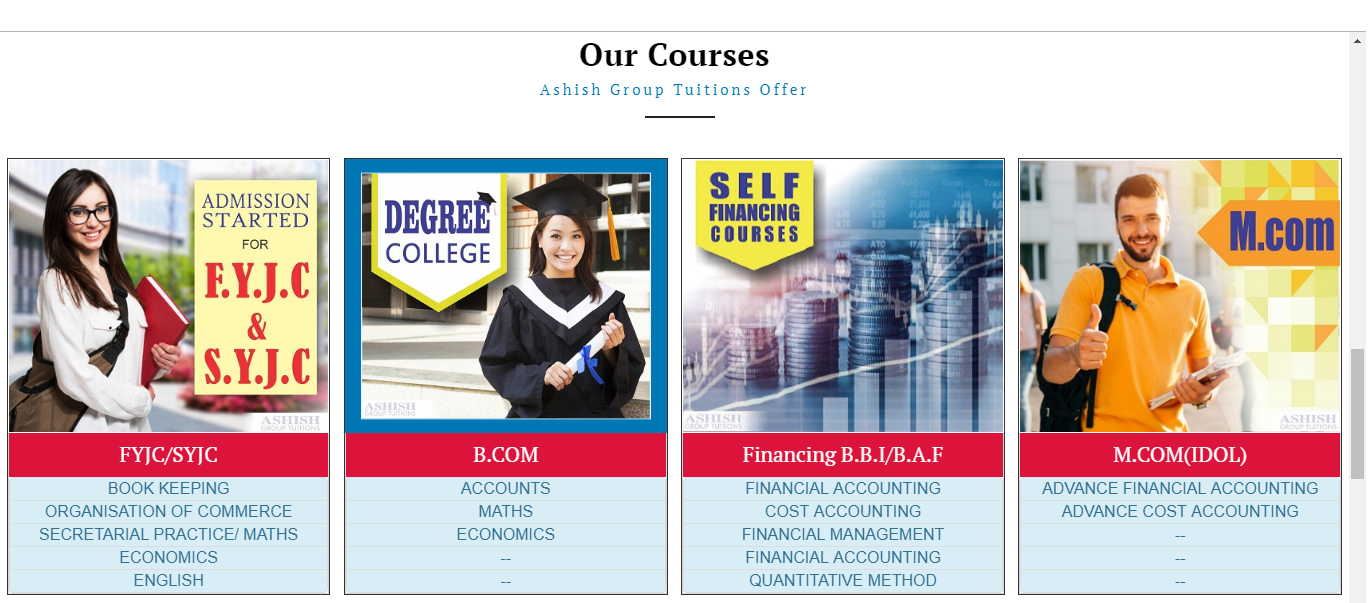 Our Courses
Ashish Group Tuitions Offer
ADMISSION
STARTED
FOR
F.Y.J.C
&
S.Y.J.C
ASHISH
GROUP TUITIONS
FYJC/SYJC
BOOK KEEPING
ORGANISATION OF COMMERCE
SECRETARIAL PRACTICE/ MATHS
ECONOMICS
ENGLISH
DEGREE
COLLEGE
ASHISH
GROUP TUITIONS
B.COM
ACCOUNTS
MATHS
ECONOMICS
--
--
SELF
FINANCING
COURSES
ASHISH
GROUP TUITIONS
Financing B.B.I/B.A.F
FINANCIAL ACCOUNTING
COST ACCOUNTING
FINANCIAL MANAGEMENT
FINANCIAL ACCOUNTING
QUANTITATIVE METHOD
M.com
ASHISH
GROUP TUITIONS
M.COM(IDOL)
ADVANCE FINANCIAL ACCOUNTING
ADVANCE COST ACCOUNTING
--
--
--